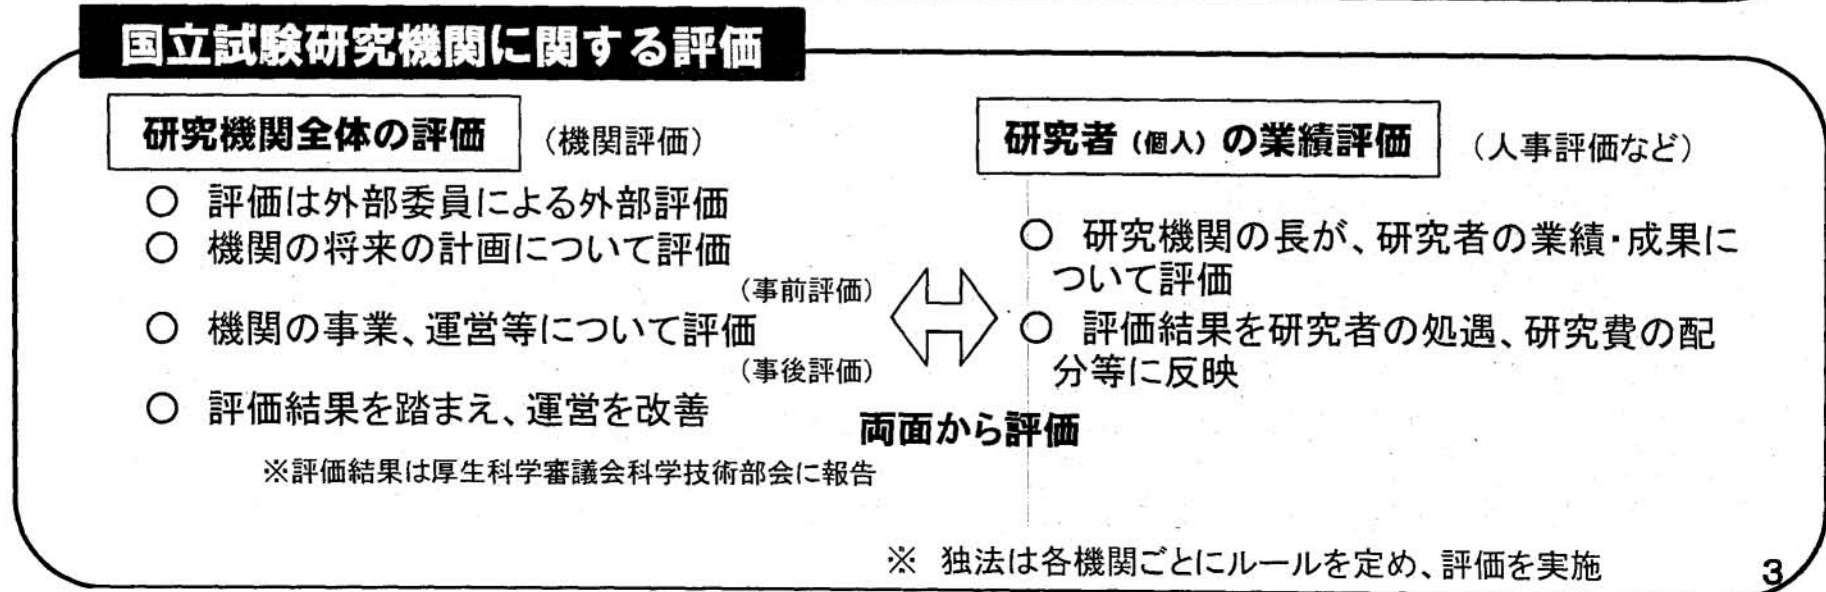 国立試験研究機関に関する評価
研究機関全体の評価 （機関評価）
○ 評価は外部委員による外部評価
○ 機関の将来の計画について評価
（事前評価）
○ 機関の事業、運営等について評価
（事後評価）
○ 評価結果を踏まえ、運営を改善
※評価結果は厚生科学審議会科学技術部会に報告
研究者（個人）の業績評価 （人事評価など）
○ 研究機関の長が、研究者の業績・成果に
ついて評価
○ 評価結果を研究者の処遇、研究費の配
分等に反映
両面から評価
※ 独法は各機関ごとにルールを定め、評価を実施
3